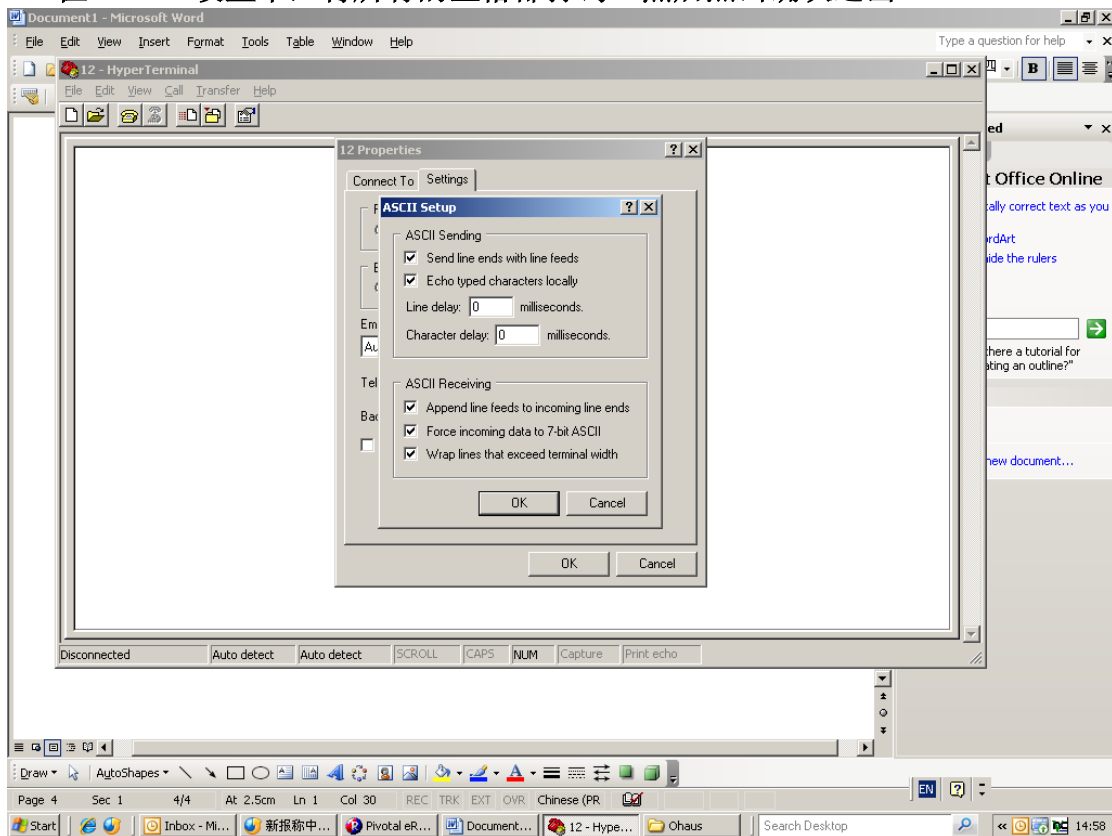 Document1 - Microsoft Word
File Edit View Insert Format Tools Table Window Help
Type a question for help
12 - HyperTerminal
File Edit View Call Transfer Help
B
ed
12 Properties
Connect To Settings
t Office Online
ASCII Setup
cally correct text as you
ASCII Sending
rdArt
Send line ends with line feeds
ide the rulers
Echo typed characters locally
Line delay: 0 milliseconds.
Em
Character delay: 0 milliseconds.
Au
there a tutorial for
ating an outline?"
Tel
ASCII Receiving
Append line feeds to incoming line ends
Bac
Force incoming data to 7-bit ASCII
Wrap lines that exceed terminal width
new document...
OK Cancel
OK Cancel
Disconnected Auto detect Auto detect SCROLL CAPS NUM Capture Print echo
Draw AutoShapes
Page 4 Sec 1 4/4 At 2.5cm Ln 1 Col 30 REC TRK EXT OVR Chinese (PR
EN
Start Inbox - Mi... 新报称中... Pivotal eR... Document... 12 - Hype... Ohaus Search Desktop 14:58